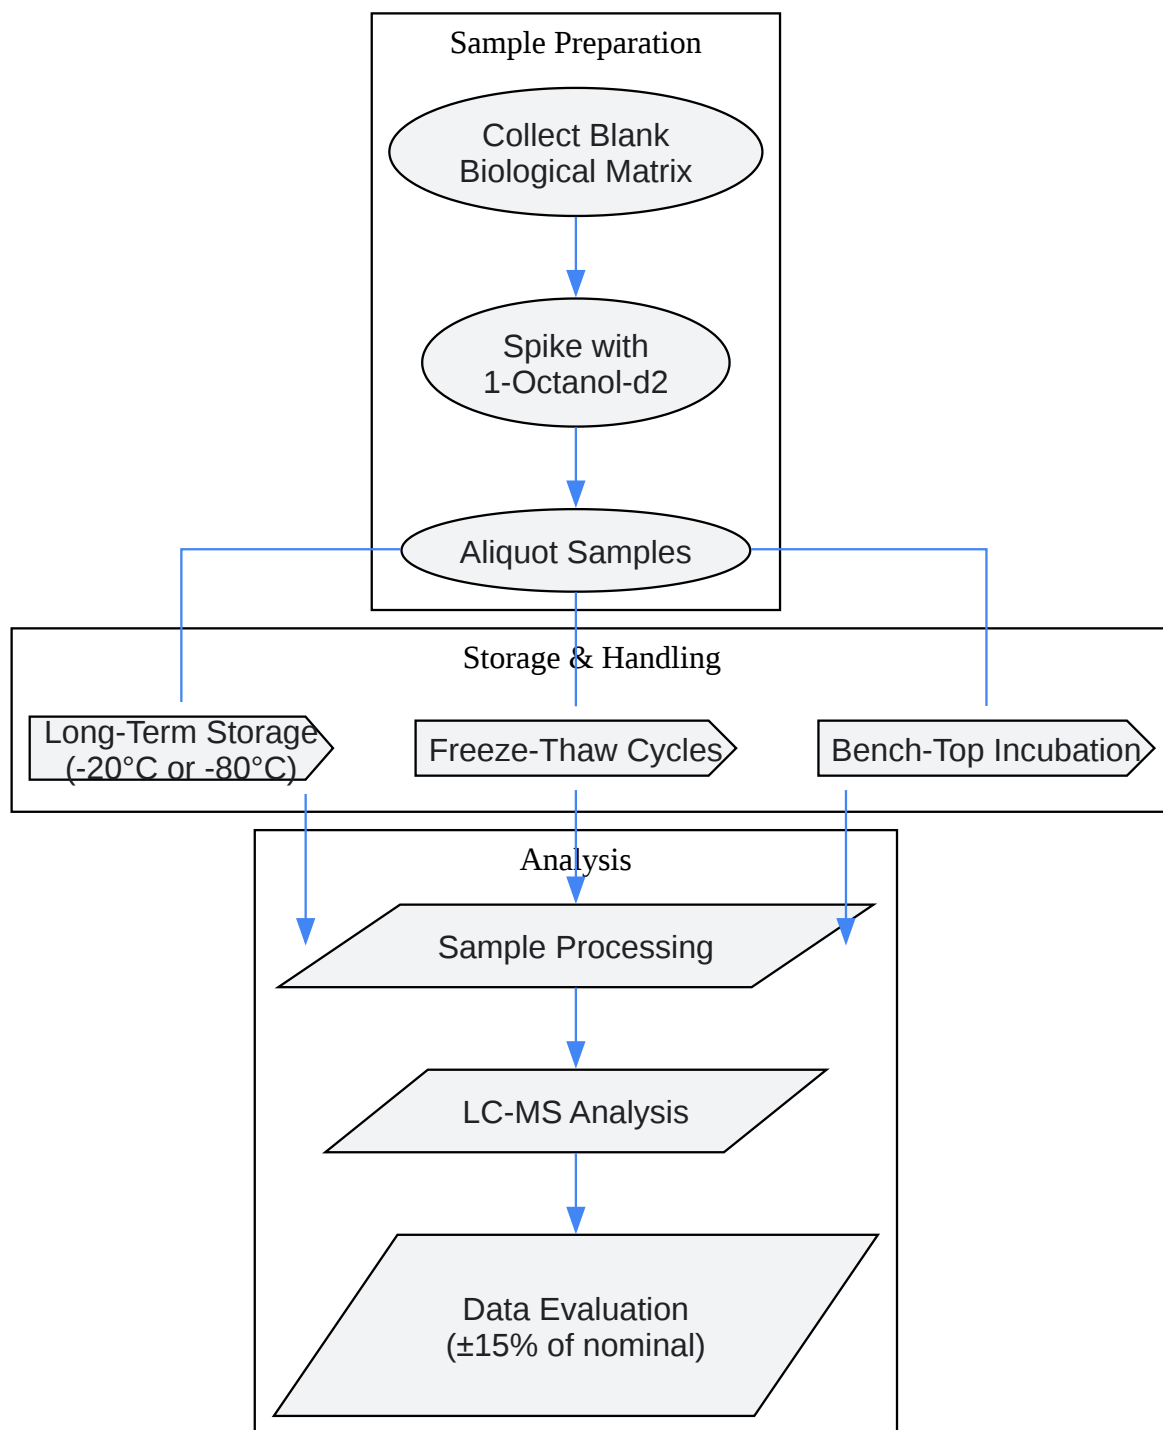 Sample Preparation
Collect Blank
Biological Matrix
Spike with
1-Octanol-d2
Aliquot Samples
Storage & Handling
Long-Term Storage
(-20°C or -80°C)
Freeze-Thaw Cycles
Bench-Top Incubation
Analysis
Sample Processing
LC-MS Analysis
Data Evaluation
(±15% of nominal)